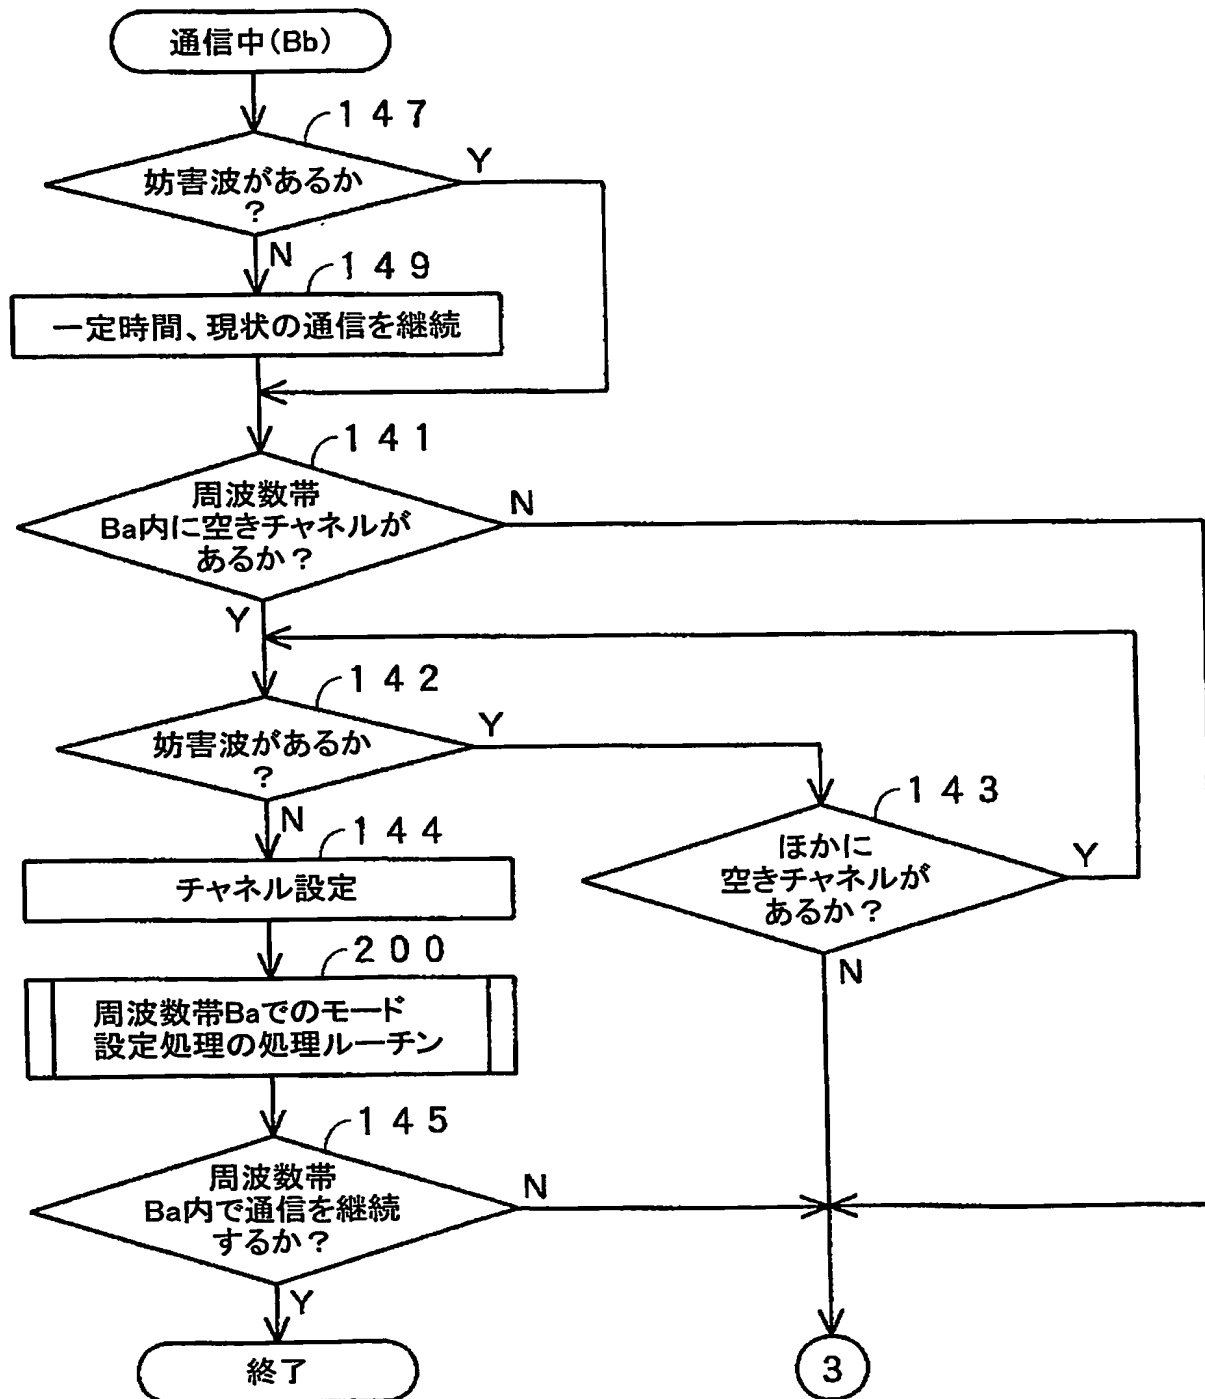 通信中(Bb)
147
妨害波があるか
?
Y
N
149
一定時間、現状の通信を継続
141
周波数帯
Ba内に空きチャネルが
あるか?
N
Y
142
妨害波があるか
?
Y
N
143
ほかに
空きチャネルが
あるか?
Y
N
144
チャネル設定
200
周波数帯Baでのモード
設定処理の処理ルーチン
145
周波数帯
Ba内で通信を継続
するか?
N
Y
終了
3